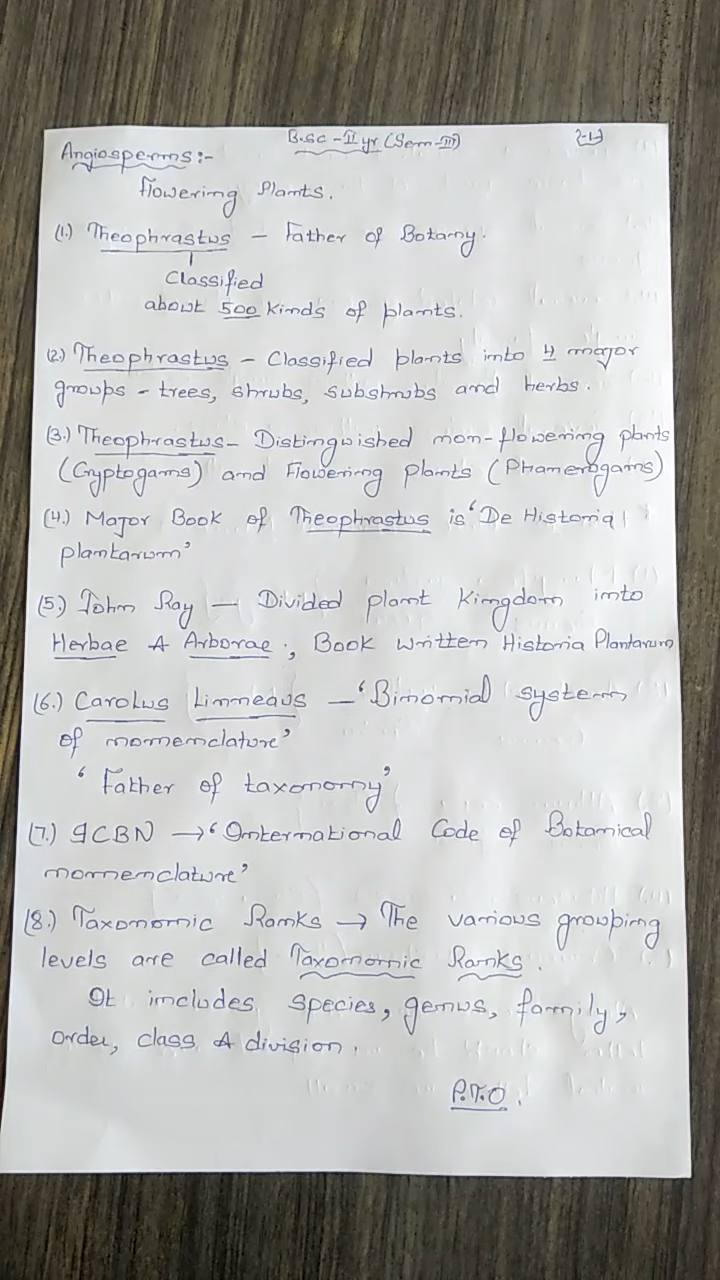 B.Sc - II yr (Sem-III)
Angiosperms :-
Flowering Plants.
(1.) Theophrastus - Father of Botany.
Classified
about 500 kinds of plants.
(2.) Theophrastus - Classified plants into 4 major
groups - trees, shrubs, subshrubs and herbs.
(3.) Theophrastus - Distinguished non-flowering plants
(Cryptogams) and Flowering plants (Phanerogams)
(4.) Major Book of Theophrastus is 'De Historia
plantarum'
(5.) John Ray - Divided plant Kingdom into
Herbae & Arborae ; Book written Historia Plantarum
(6.) Carolus Linneaus - 'Binomial system
of nomenclature'
'Father of taxonomy'
(7.) ICBN → 'International Code of Botanical
nomenclature'
(8.) Taxonomic Ranks → The various grouping
levels are called Taxonomic Ranks.
It includes species, genus, family,
order, class & division.
P.T.O.